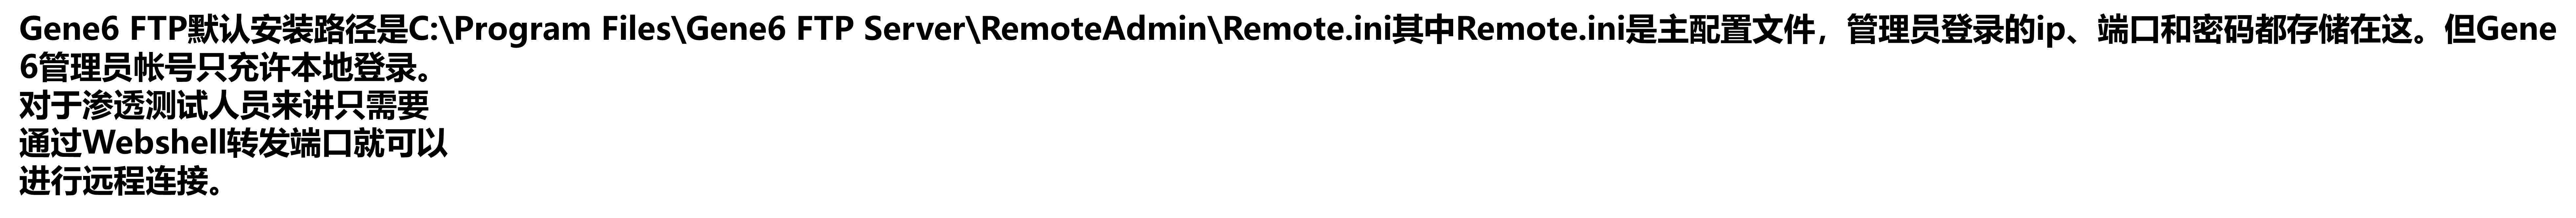 Gene6 FTP默认安装路径是C:\Program Files\Gene6 FTP Server\RemoteAdmin\Remote.ini其中Remote.ini是主配置文件，管理员登录的ip、端口和密码都存储在这。但Gene
6管理员帐号只充许本地登录。
对于渗透测试人员来讲只需要
通过Webshell转发端口就可以
进行远程连接。